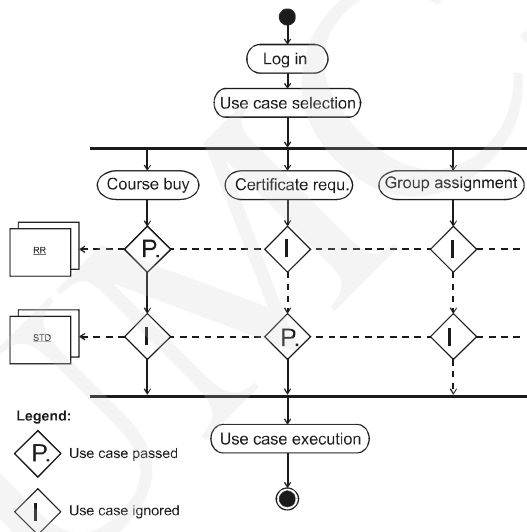 Log in
Use case selection
Course buy
Certificate requ.
Group assignment
RR
P.
I
I
STD
I
P.
I
Use case execution
Legend:
P. Use case passed
I Use case ignored